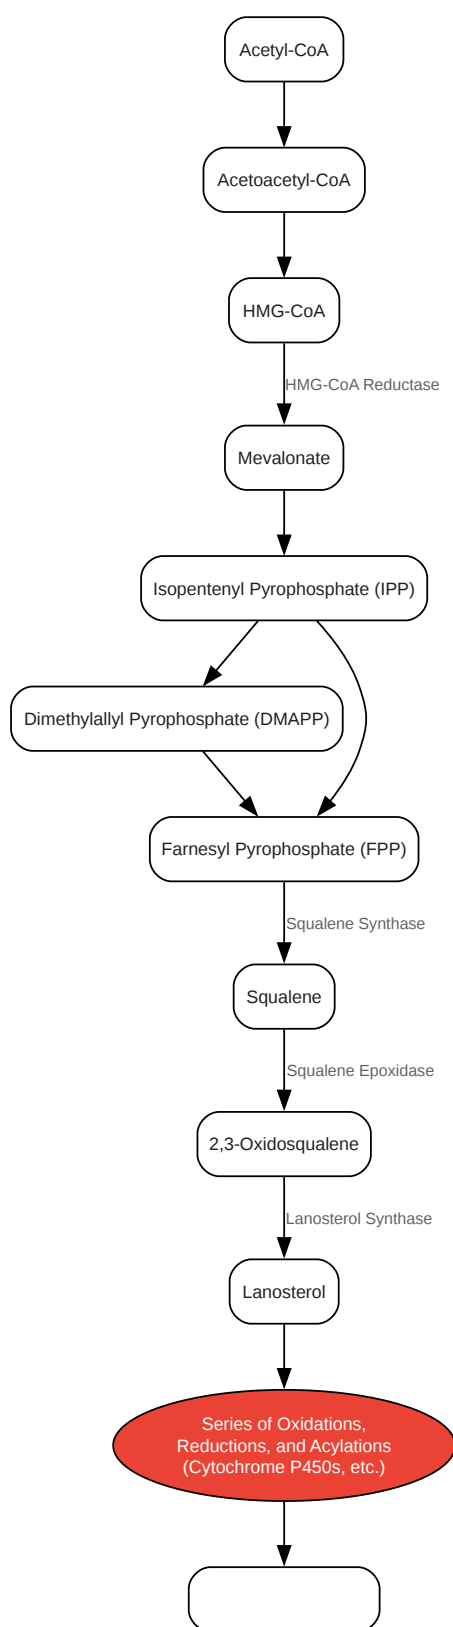 Acetyl-CoA
Acetoacetyl-CoA
HMG-CoA
HMG-CoA Reductase
Mevalonate
Isopentenyl Pyrophosphate (IPP)
Dimethylallyl Pyrophosphate (DMAPP)
Farnesyl Pyrophosphate (FPP)
Squalene Synthase
Squalene
Squalene Epoxidase
2,3-Oxidosqualene
Lanosterol Synthase
Lanosterol
Series of Oxidations,
Reductions, and Acylations
(Cytochrome P450s, etc.)